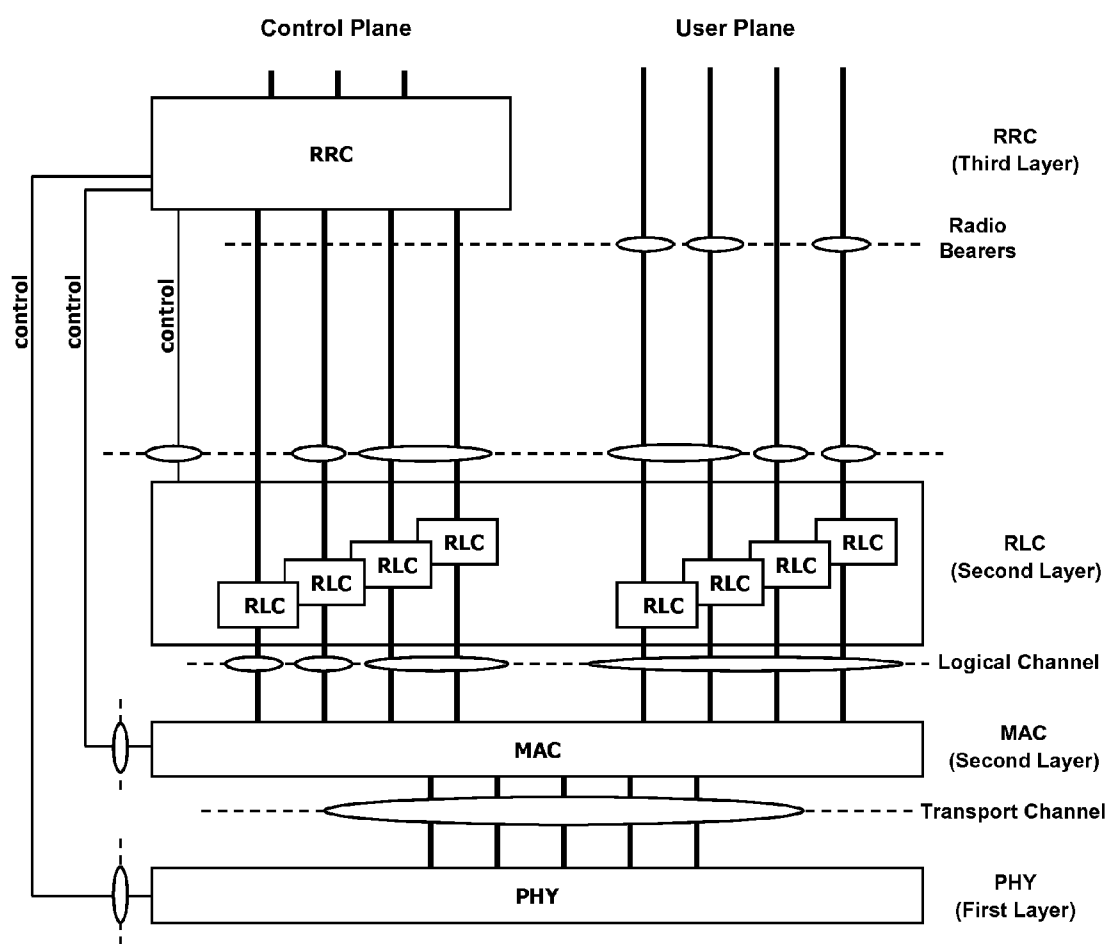 Control Plane
User Plane
RRC
RRC
(Third Layer)
Radio
Bearers
control
control
control
RLC
RLC
RLC
RLC
RLC
RLC
RLC
RLC
RLC
(Second Layer)
Logical Channel
MAC
MAC
(Second Layer)
Transport Channel
PHY
PHY
(First Layer)